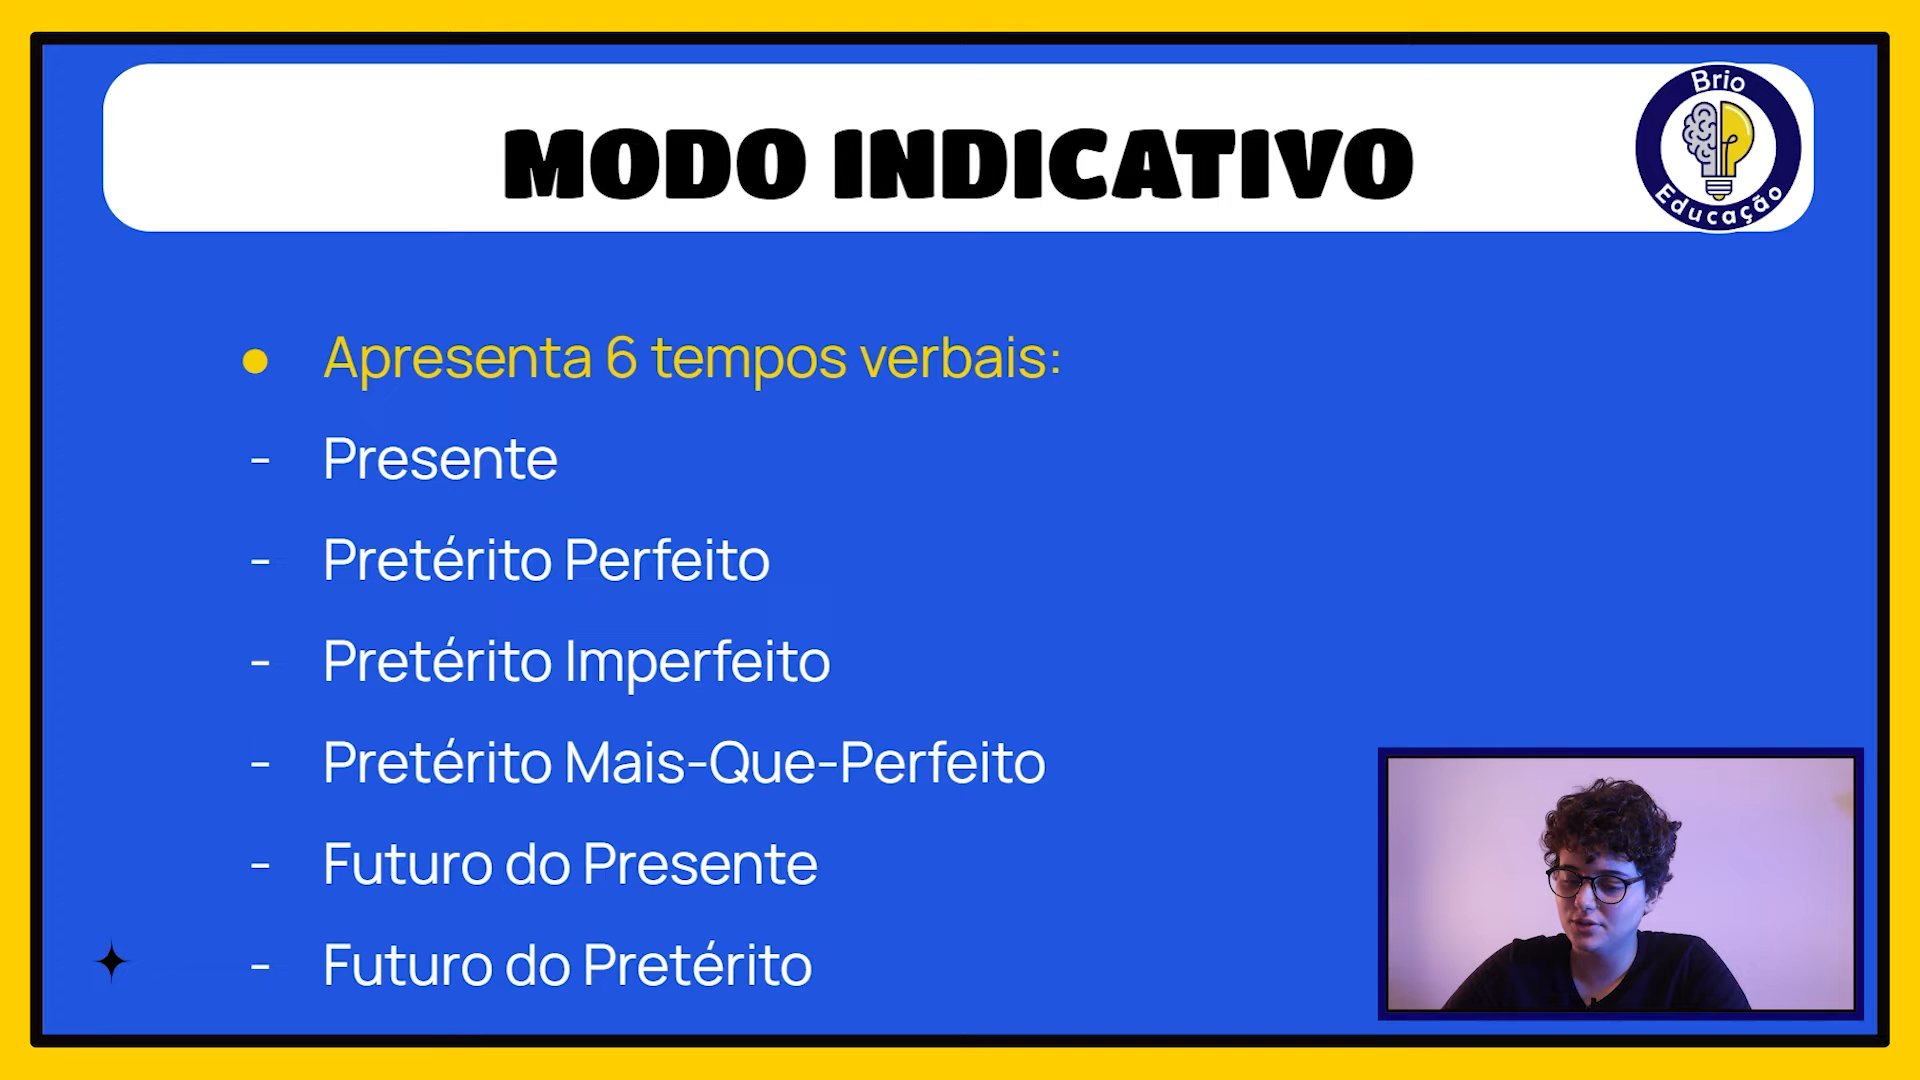 MODO INDICATIVO
Brio
Educação
● Apresenta 6 tempos verbais:
- Presente
- Pretérito Perfeito
- Pretérito Imperfeito
- Pretérito Mais-Que-Perfeito
- Futuro do Presente
- Futuro do Pretérito